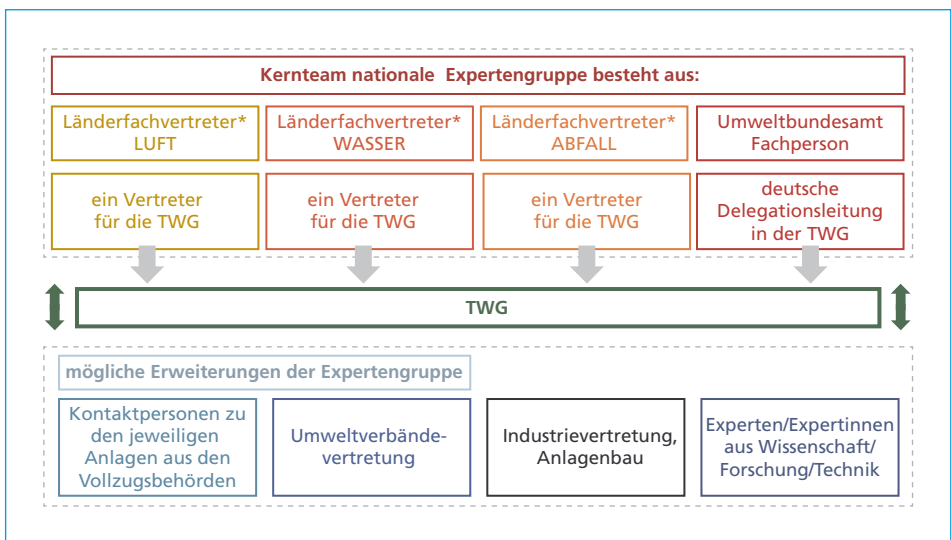 Kernteam nationale Expertengruppe besteht aus:
Länderfachvertreter*
LUFT
Länderfachvertreter*
WASSER
Länderfachvertreter*
ABFALL
Umweltbundesamt
Fachperson
ein Vertreter
für die TWG
ein Vertreter
für die TWG
ein Vertreter
für die TWG
deutsche
Delegationsleitung
in der TWG
TWG
mögliche Erweiterungen der Expertengruppe
Kontaktpersonen zu
den jeweiligen
Anlagen aus den
Vollzugsbehörden
Umweltverbände-
vertretung
Industrievertretung,
Anlagenbau
Experten/Expertinnen
aus Wissenschaft/
Forschung/Technik